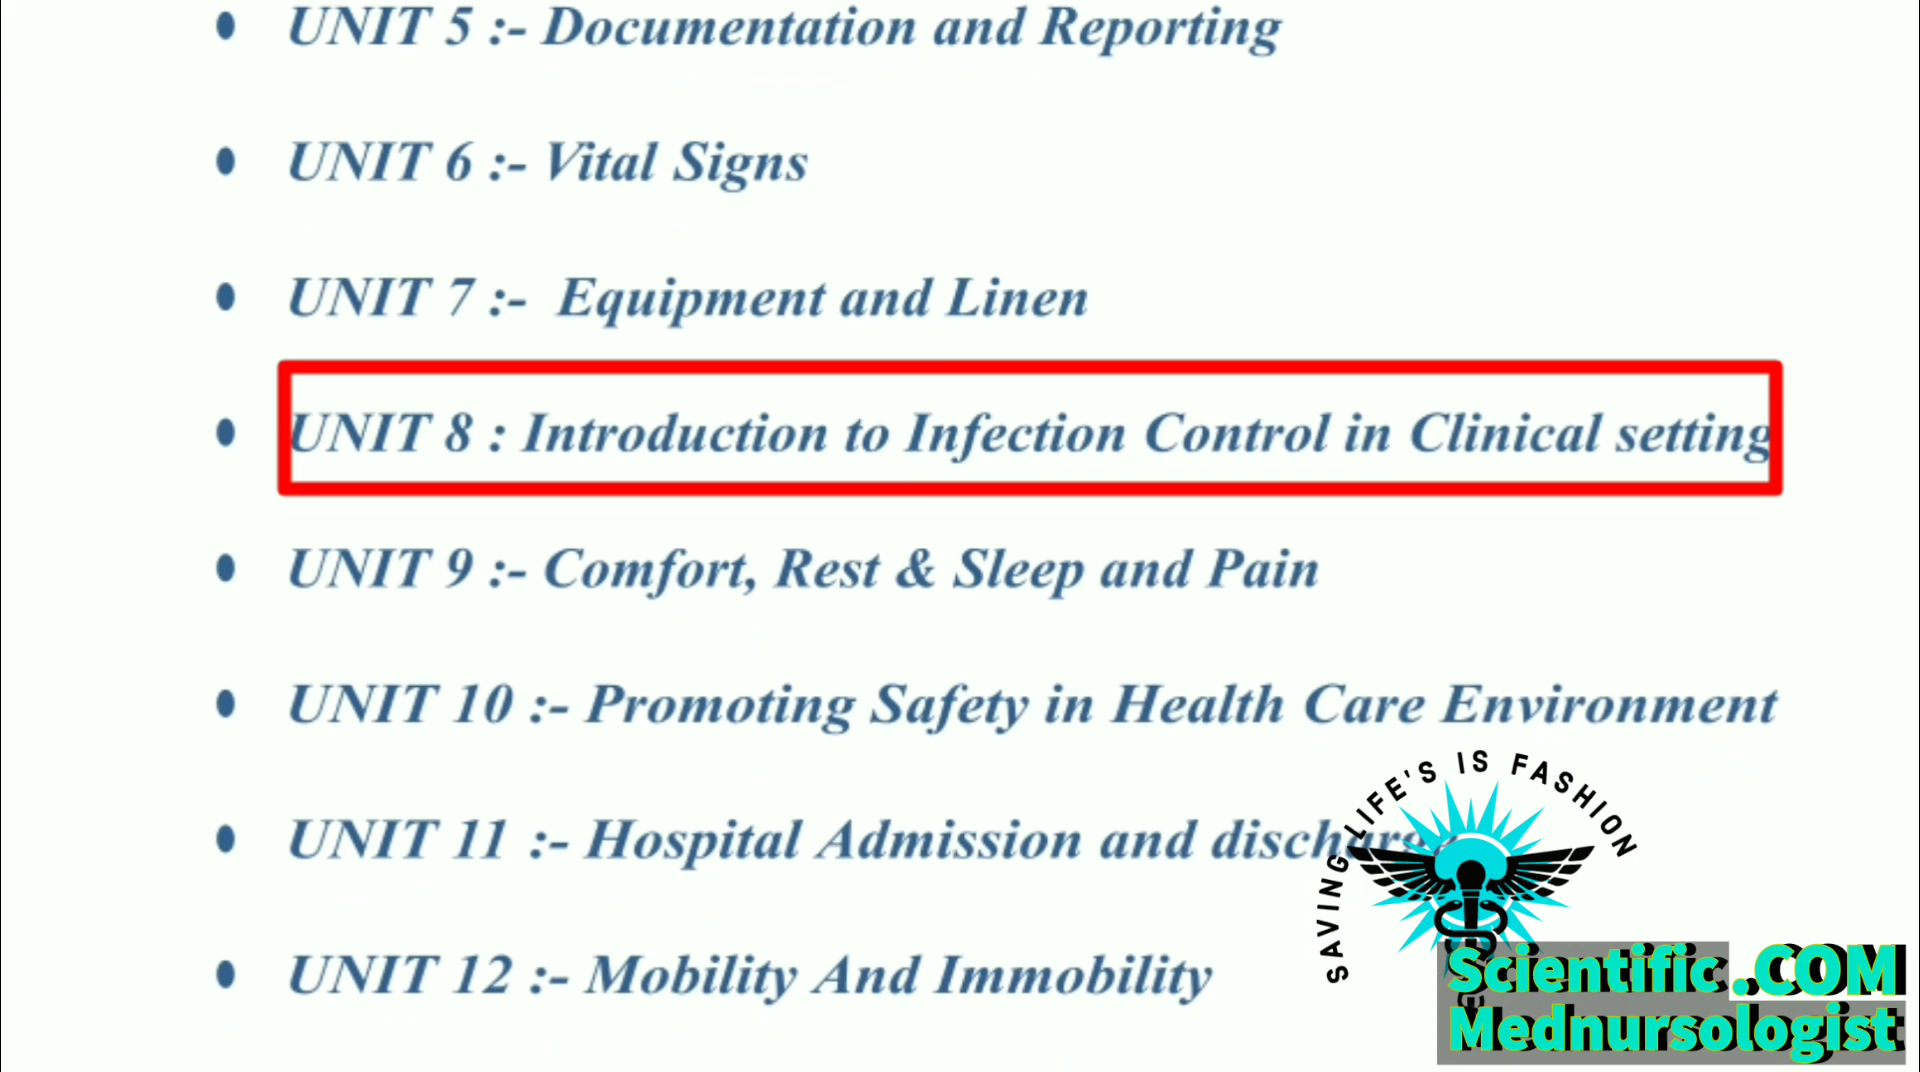 UNIT 5 :- Documentation and Reporting
UNIT 6 :- Vital Signs
UNIT 7 :- Equipment and Linen
UNIT 8 : Introduction to Infection Control in Clinical setting
UNIT 9 :- Comfort, Rest & Sleep and Pain
UNIT 10 :- Promoting Safety in Health Care Environment
UNIT 11 :- Hospital Admission and discharge
UNIT 12 :- Mobility And Immobility
SAVING LIFE'S IS FASHION
Scientific .COM
Mednursologist